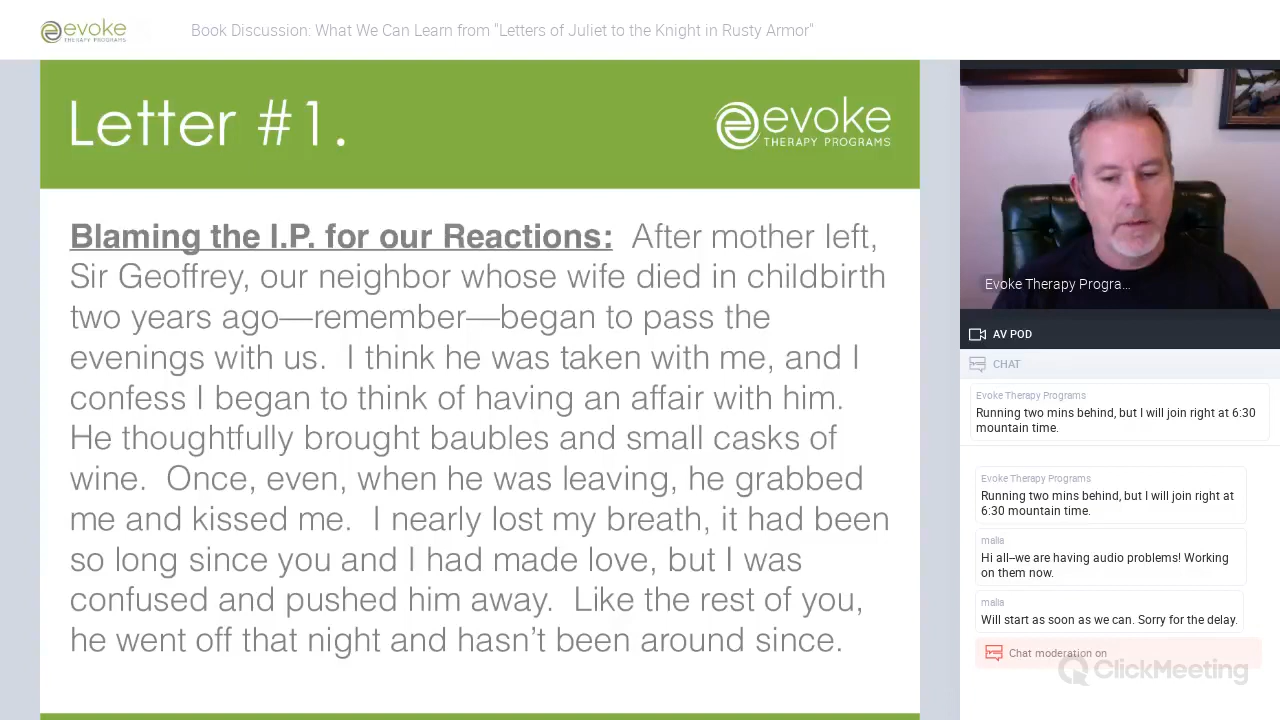 evoke
THERAPY PROGRAMS
Book Discussion: What We Can Learn from "Letters of Juliet to the Knight in Rusty Armor"
Letter #1.
evoke
THERAPY PROGRAMS
Blaming the I.P. for our Reactions: After mother left,
Sir Geoffrey, our neighbor whose wife died in childbirth
two years ago—remember—began to pass the
evenings with us. I think he was taken with me, and I
confess I began to think of having an affair with him.
He thoughtfully brought baubles and small casks of
wine. Once, even, when he was leaving, he grabbed
me and kissed me. I nearly lost my breath, it had been
so long since you and I had made love, but I was
confused and pushed him away. Like the rest of you,
he went off that night and hasn't been around since.
Evoke Therapy Progra...
AV POD
CHAT
Evoke Therapy Programs
Running two mins behind, but I will join right at 6:30
mountain time.
Evoke Therapy Programs
Running two mins behind, but I will join right at
6:30 mountain time.
malia
Hi all–we are having audio problems! Working
on them now.
malia
Will start as soon as we can. Sorry for the delay.
Chat moderation on
ClickMeeting